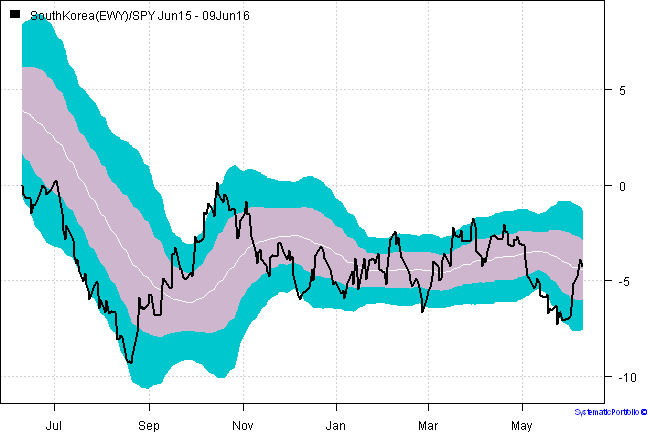 SouthKorea(EWY)/SPY Jun15 - 09Jun16
5
0
-5
-10
SystematicPortfolio ©
Jul Sep Nov Jan Mar May